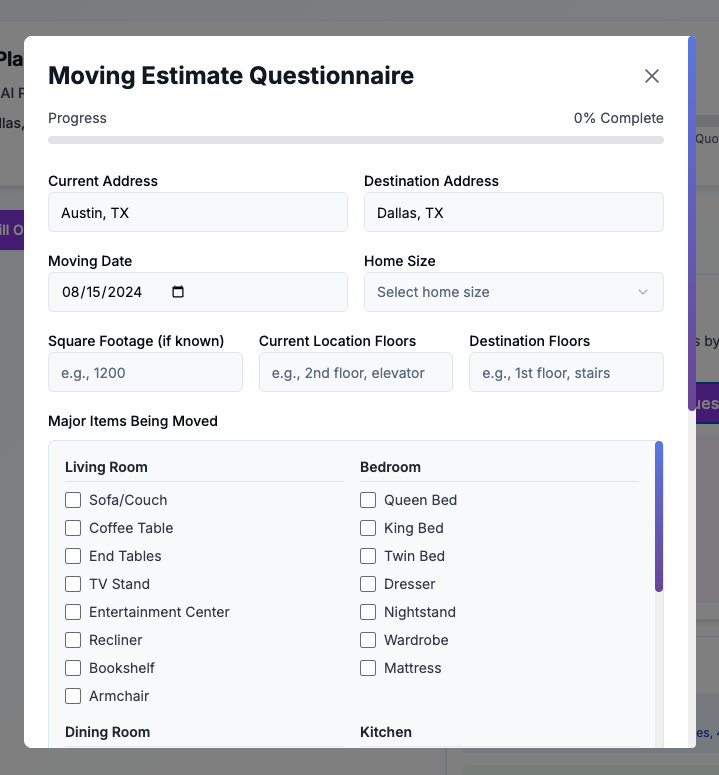 Pla
Moving Estimate Questionnaire
AI P
Progress 0% Complete
llas,
Quo
Current Address Destination Address
Austin, TX Dallas, TX
ill O
Moving Date Home Size
08/15/2024 Select home size
Square Footage (if known) Current Location Floors Destination Floors
s by
e.g., 1200 e.g., 2nd floor, elevator e.g., 1st floor, stairs
ues
Major Items Being Moved
Living Room Bedroom
Sofa/Couch Queen Bed
Coffee Table King Bed
End Tables Twin Bed
TV Stand Dresser
Entertainment Center Nightstand
Recliner Wardrobe
Bookshelf Mattress
Armchair
Dining Room Kitchen
es, 4